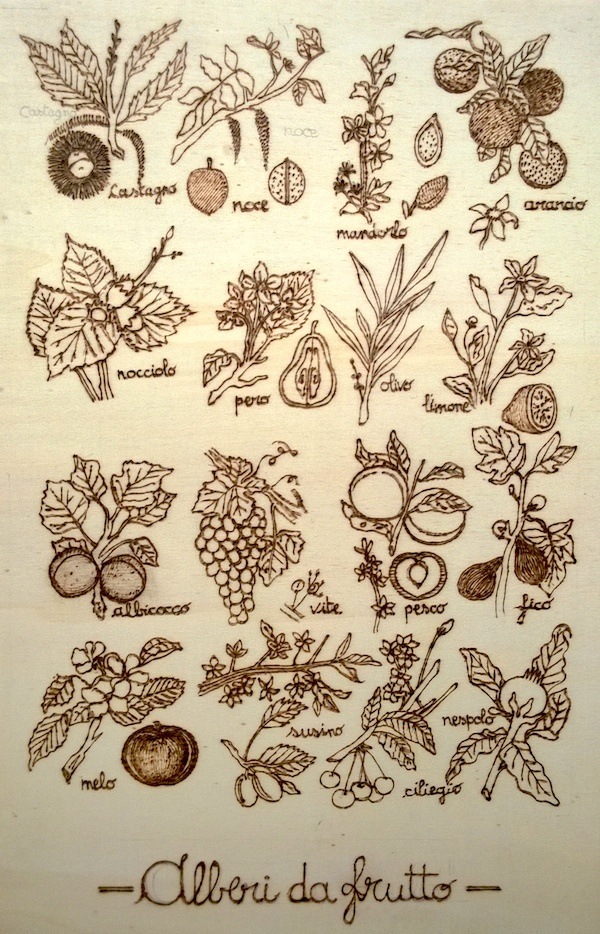 Castagno
noce
Castagno
noce
mandorlo
arancio
nocciolo
pero
olivo
limone
albicocco
vite
pesco
fico
melo
susino
ciliegio
nespolo
Alberi da frutto